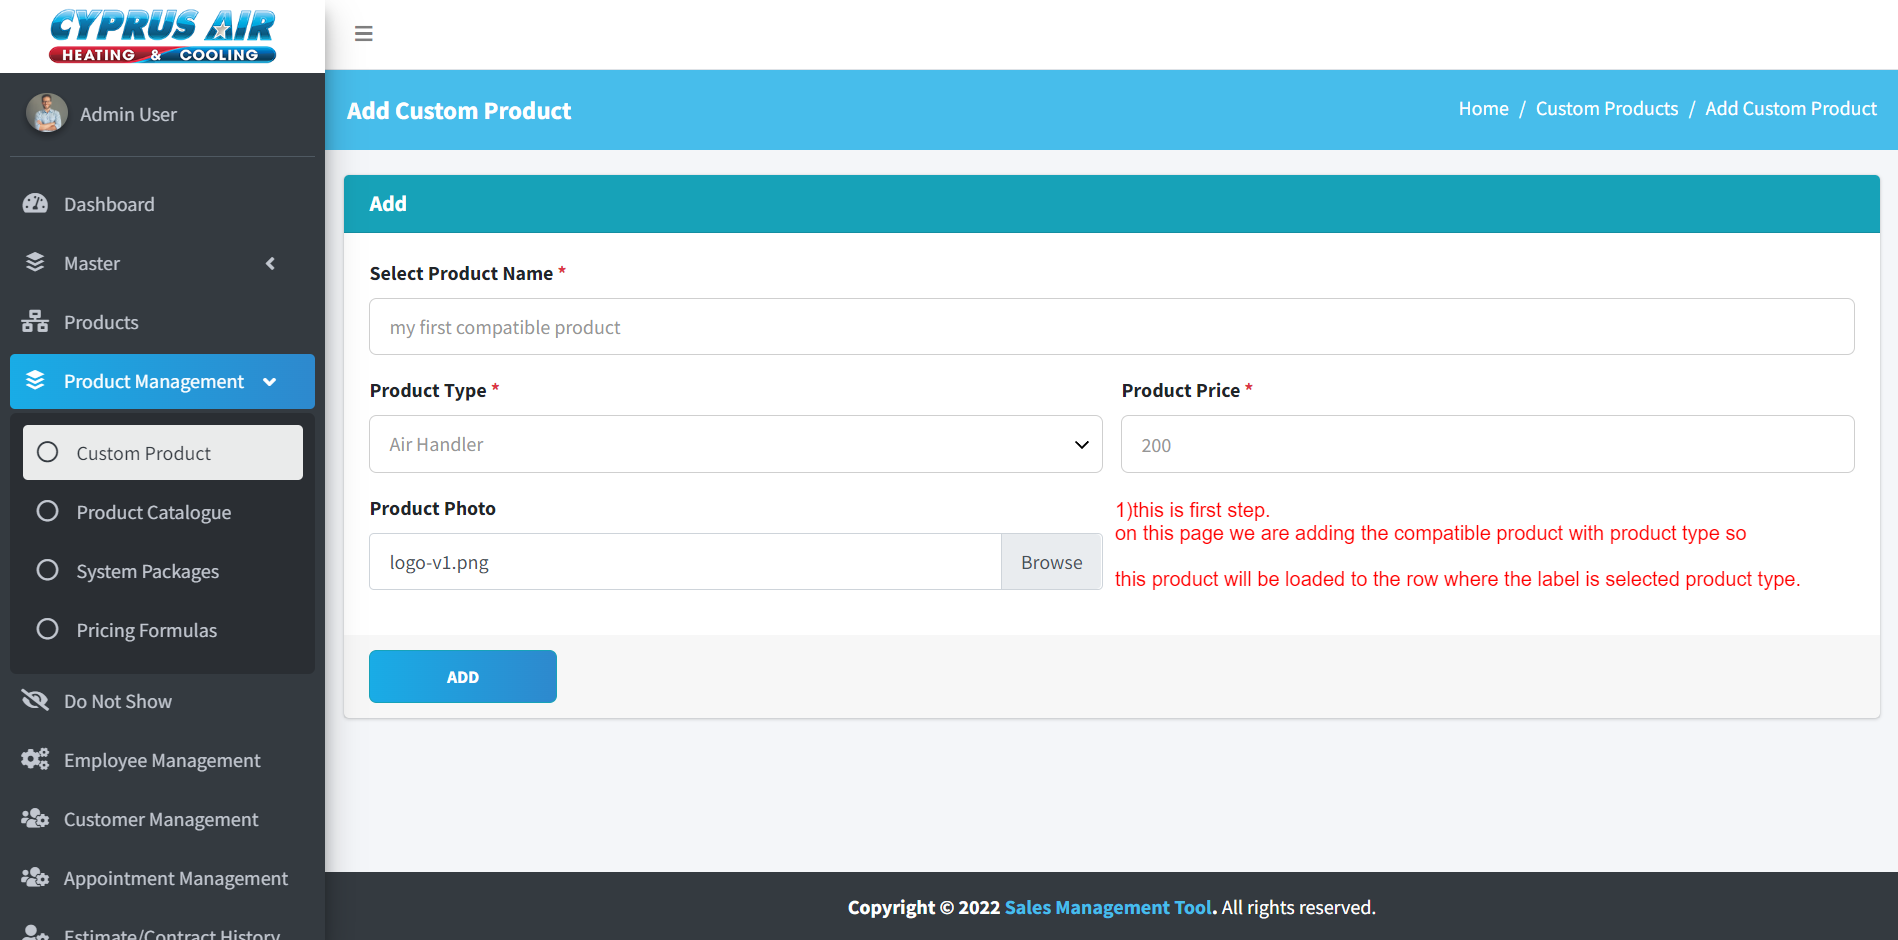 CYPRUS AIR
HEATING & COOLING
Admin User
Dashboard
Master
Products
Product Management
Custom Product
Product Catalogue
System Packages
Pricing Formulas
Do Not Show
Employee Management
Customer Management
Appointment Management
Estimate/Contract History
Add Custom Product
Home / Custom Products / Add Custom Product
Add
Select Product Name *
my first compatible product
Product Type *
Air Handler
Product Price *
200
Product Photo
logo-v1.png
Browse
1)this is first step.
on this page we are adding the compatible product with product type so
this product will be loaded to the row where the label is selected product type.
ADD
Copyright © 2022 Sales Management Tool. All rights reserved.